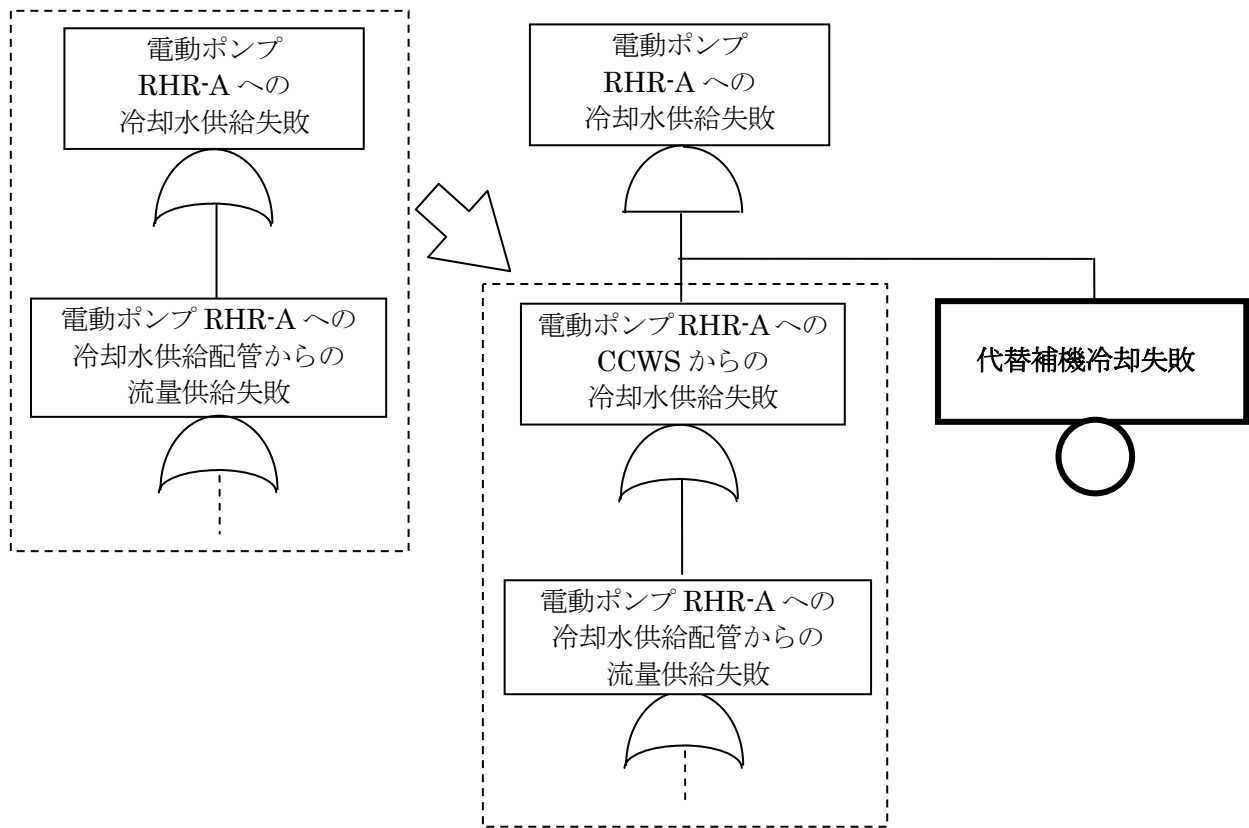 電動ポンプ
RHR-A への
冷却水供給失敗
電動ポンプ RHR-A への
冷却水供給配管からの
流量供給失敗
電動ポンプ
RHR-A への
冷却水供給失敗
電動ポンプ RHR-A への
CCWS からの
冷却水供給失敗
代替補機冷却失敗
電動ポンプ RHR-A への
冷却水供給配管からの
流量供給失敗